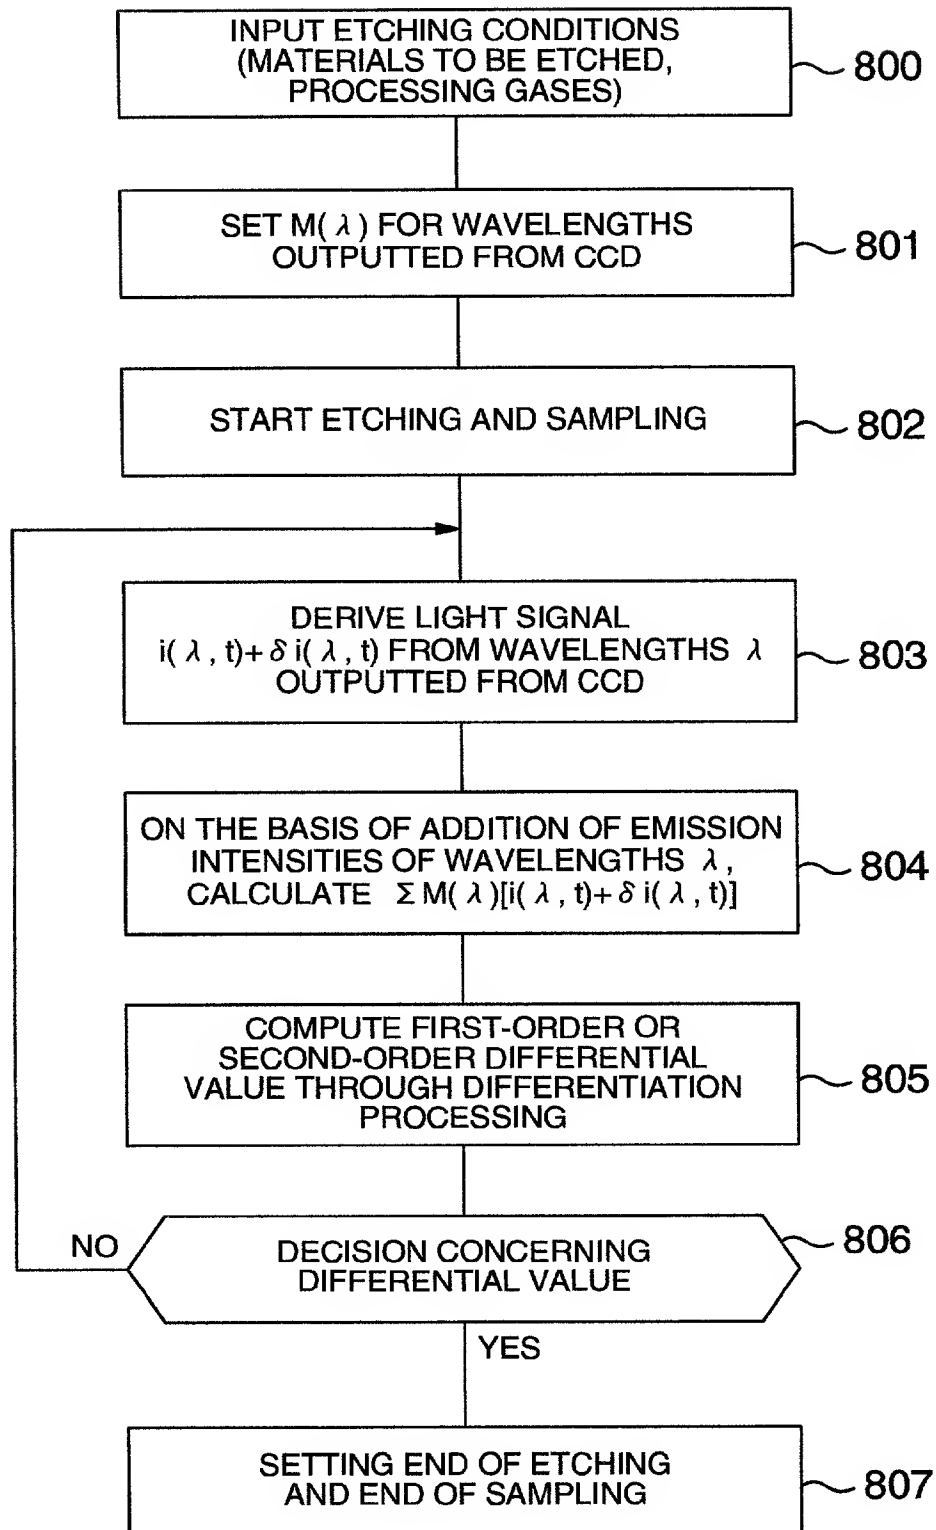 INPUT ETCHING CONDITIONS
(MATERIALS TO BE ETCHED,
PROCESSING GASES)
800
SET M( λ ) FOR WAVELENGTHS
OUTPUTTED FROM CCD
801
START ETCHING AND SAMPLING
802
DERIVE LIGHT SIGNAL
i( λ , t)+ δ i( λ , t) FROM WAVELENGTHS λ
OUTPUTTED FROM CCD
803
ON THE BASIS OF ADDITION OF EMISSION
INTENSITIES OF WAVELENGTHS λ ,
CALCULATE Σ M( λ )[i( λ , t)+ δ i( λ , t)]
804
COMPUTE FIRST-ORDER OR
SECOND-ORDER DIFFERENTIAL
VALUE THROUGH DIFFERENTIATION
PROCESSING
805
NO
DECISION CONCERNING
DIFFERENTIAL VALUE
806
YES
SETTING END OF ETCHING
AND END OF SAMPLING
807